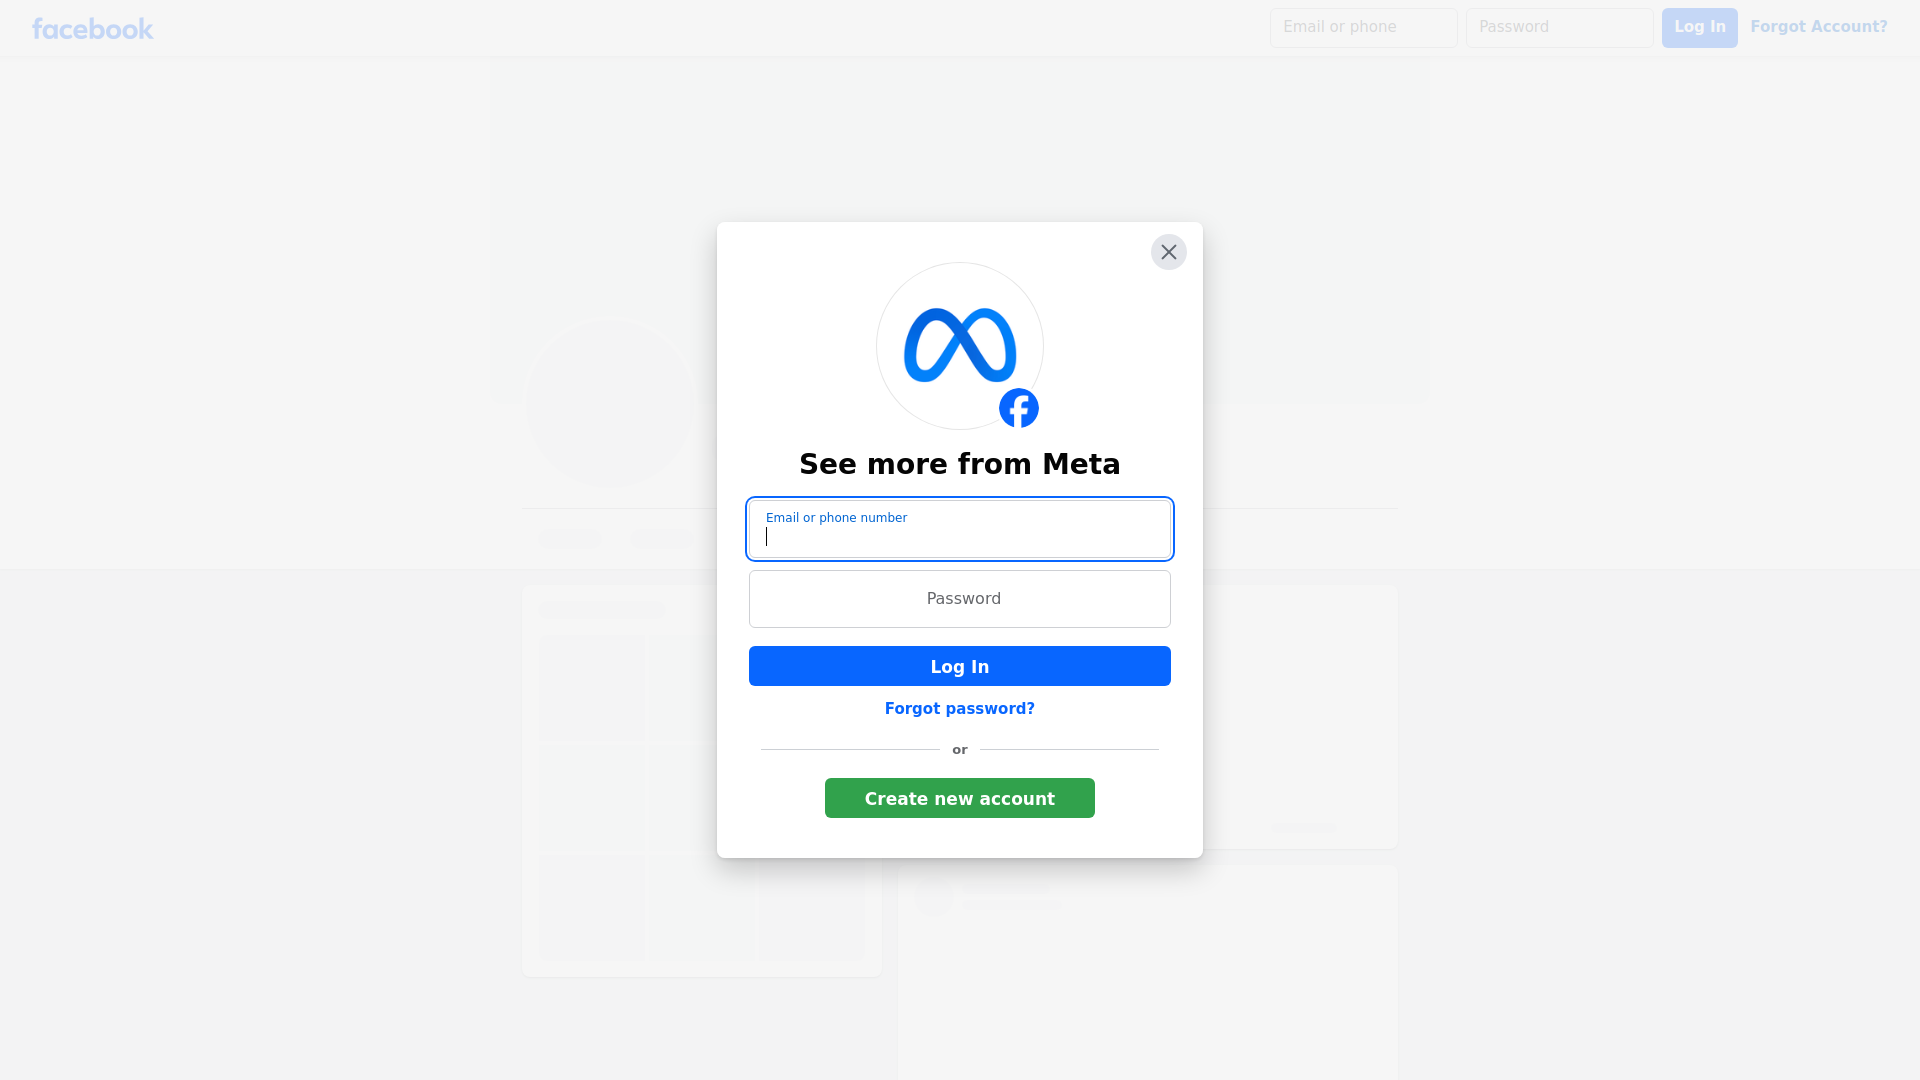 facebook
Email or phone
Password
Log In
Forgot Account?
See more from Meta
Email or phone number
Password
Log In
Forgot password?
or
Create new account